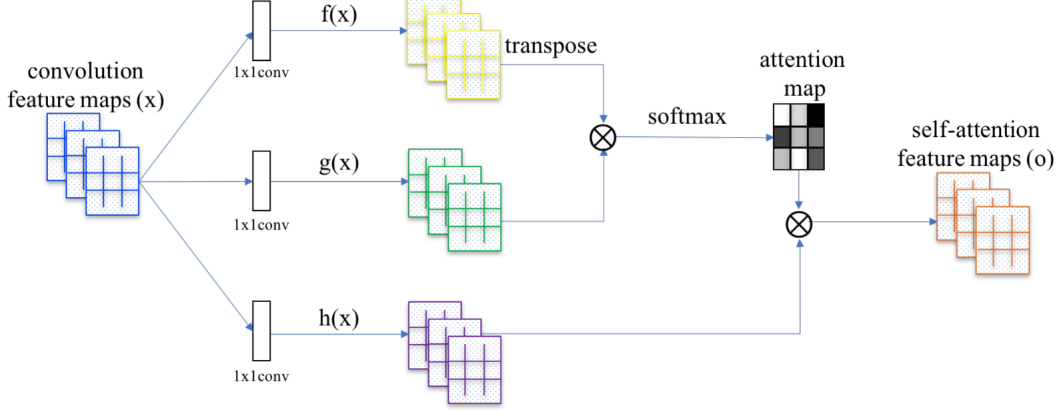 f(x)
transpose
1x1conv
convolution
feature maps (x)
attention
map
softmax
self-attention
feature maps (o)
g(x)
1x1conv
h(x)
1x1conv